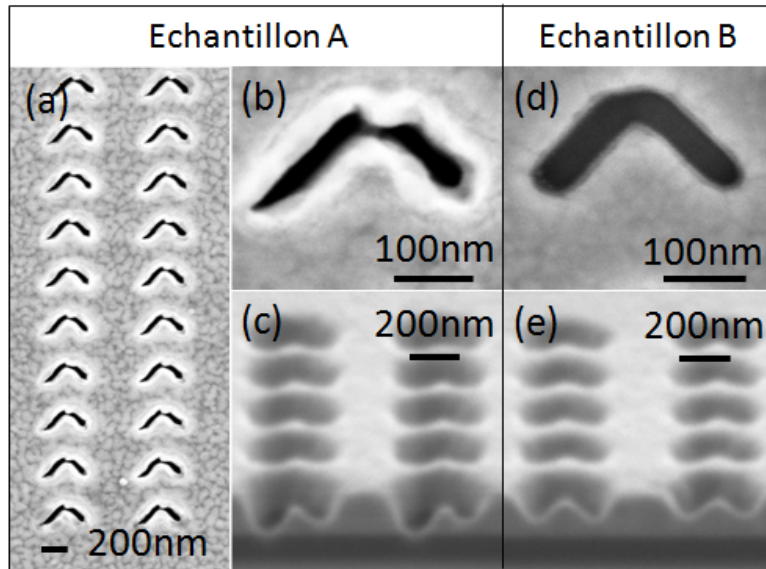 Echantillon A
Echantillon B
(a)
(b)
(d)
100nm
100nm
(c)
200nm
(e)
200nm
200nm